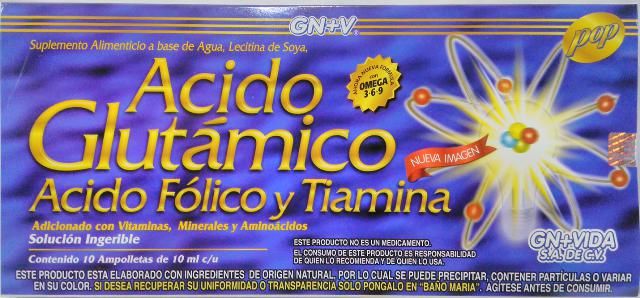 GN+V®
pop
Suplemento Alimenticio a base de Agua, Lecitina de Soya,
Acido
AHORA NUEVA FORMULA
con
OMEGA
3·6·9
Glutámico
NUEVA IMAGEN
Acido Fólico y Tiamina
Adicionado con Vitaminas, Minerales y Aminoácidos
Solución Ingerible
Contenido 10 Ampolletas de 10 ml c/u
ESTE PRODUCTO NO ES UN MEDICAMENTO.
EL CONSUMO DE ESTE PRODUCTO ES RESPONSABILIDAD
DE QUIEN LO RECOMIENDA Y DE QUIEN LO USA.
GN+VIDA
S.A. DE C.V.
ESTE PRODUCTO ESTA ELABORADO CON INGREDIENTES DE ORIGEN NATURAL, POR LO CUAL SE PUEDE PRECIPITAR, CONTENER PARTICULAS O VARIAR
EN SU COLOR. SI DESEA RECUPERAR SU UNIFORMIDAD O TRANSPARENCIA SOLO PONGALO EN "BAÑO MARIA". AGÍTESE ANTES DE CONSUMIR.